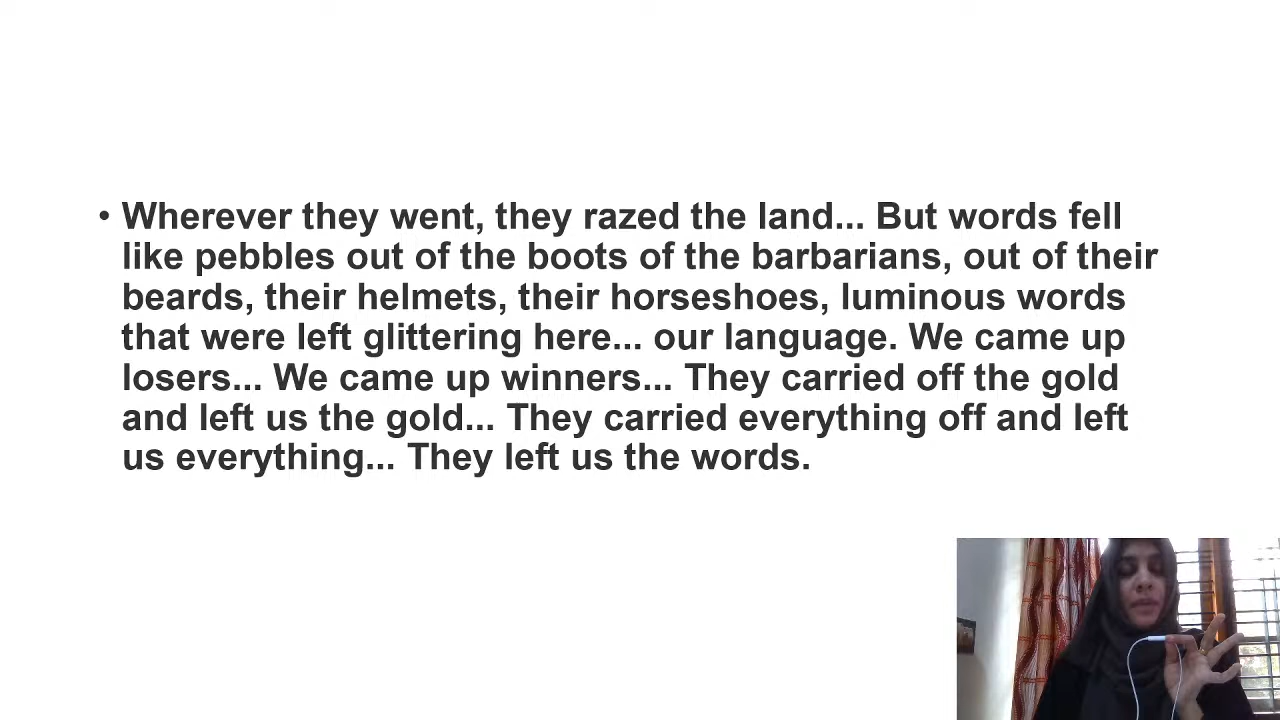 • Wherever they went, they razed the land... But words fell
like pebbles out of the boots of the barbarians, out of their
beards, their helmets, their horseshoes, luminous words
that were left glittering here... our language. We came up
losers... We came up winners... They carried off the gold
and left us the gold... They carried everything off and left
us everything... They left us the words.